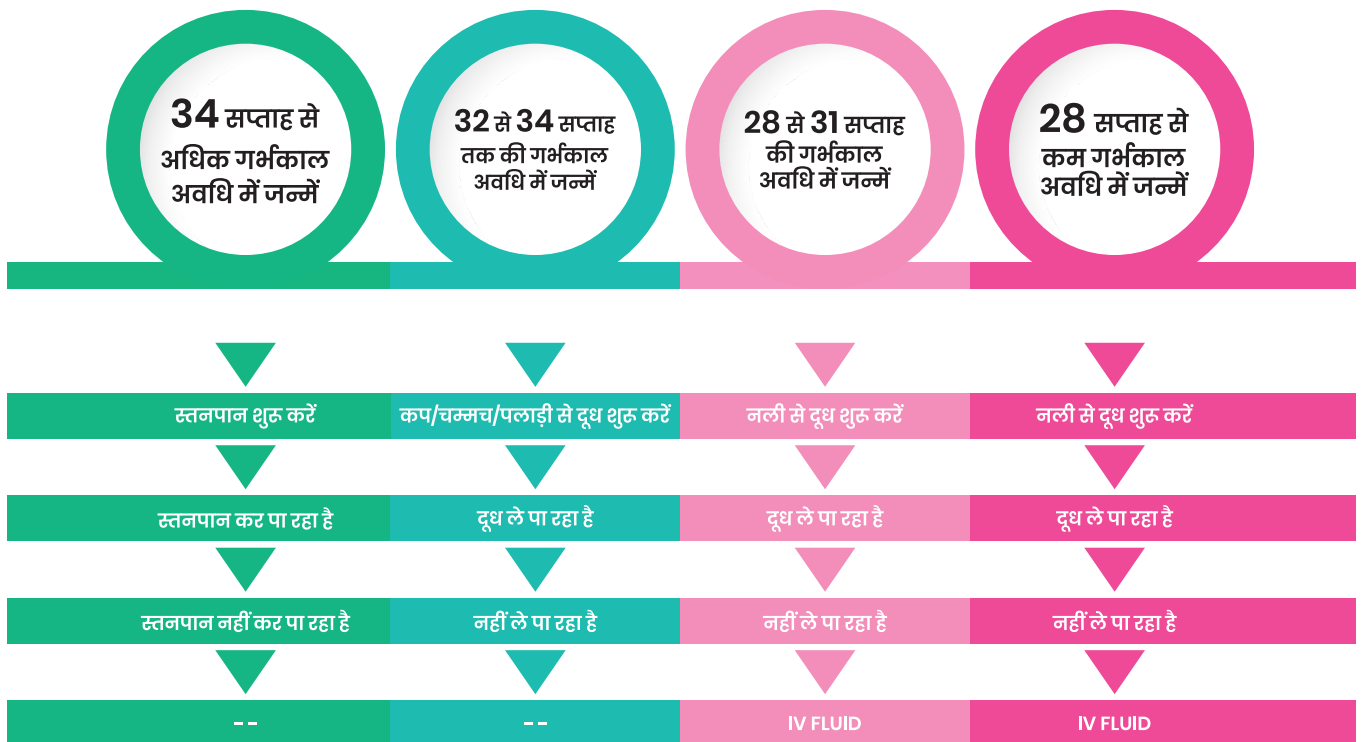 34 सप्ताह से
अधिक गर्भकाल
अवधि में जन्में
32 से 34 सप्ताह
तक की गर्भकाल
अवधि में जन्में
28 से 31 सप्ताह
की गर्भकाल
अवधि में जन्में
28 सप्ताह से
कम गर्भकाल
अवधि में जन्में
स्तनपान शुरू करें
कप/चम्मच/पलाड़ी से दूध शुरू करें
नली से दूध शुरू करें
नली से दूध शुरू करें
स्तनपान कर पा रहा है
दूध ले पा रहा है
दूध ले पा रहा है
दूध ले पा रहा है
स्तनपान नहीं कर पा रहा है
नहीं ले पा रहा है
नहीं ले पा रहा है
नहीं ले पा रहा है
--
--
IV FLUID
IV FLUID